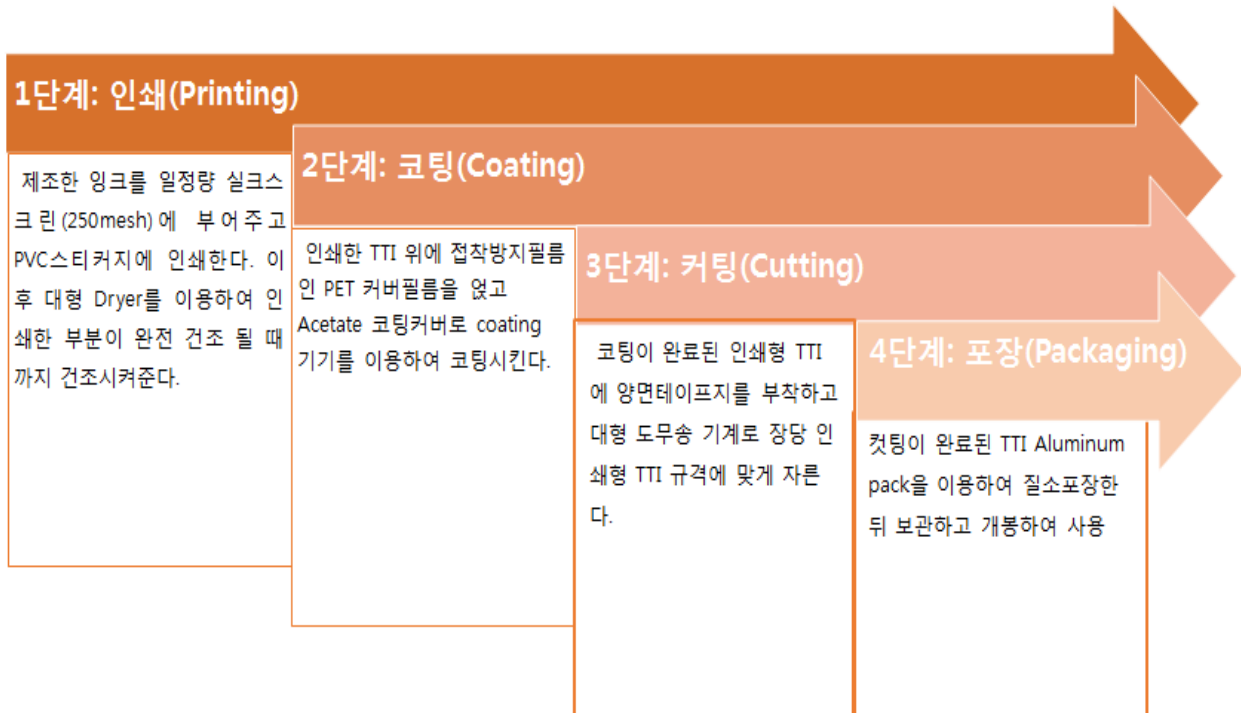 1단계: 인쇄(Printing)
제조한 잉크를 일정량 실크스
크린(250mesh)에 부어주고
PVC스티커지에 인쇄한다. 이
후 대형 Dryer를 이용하여 인
쇄한 부분이 완전 건조 될 때
까지 건조시켜준다.
2단계: 코팅(Coating)
인쇄한 TTI 위에 접착방지필름
인 PET 커버필름을 얹고
Acetate 코팅커버로 coating
기기를 이용하여 코팅시킨다.
3단계: 커팅(Cutting)
코팅이 완료된 인쇄형 TTI
에 양면테이프지를 부착하고
대형 도무송 기계로 장당 인
쇄형 TTI 규격에 맞게 자른
다.
4단계: 포장(Packaging)
컷팅이 완료된 TTI Aluminum
pack을 이용하여 질소포장한
뒤 보관하고 개봉하여 사용